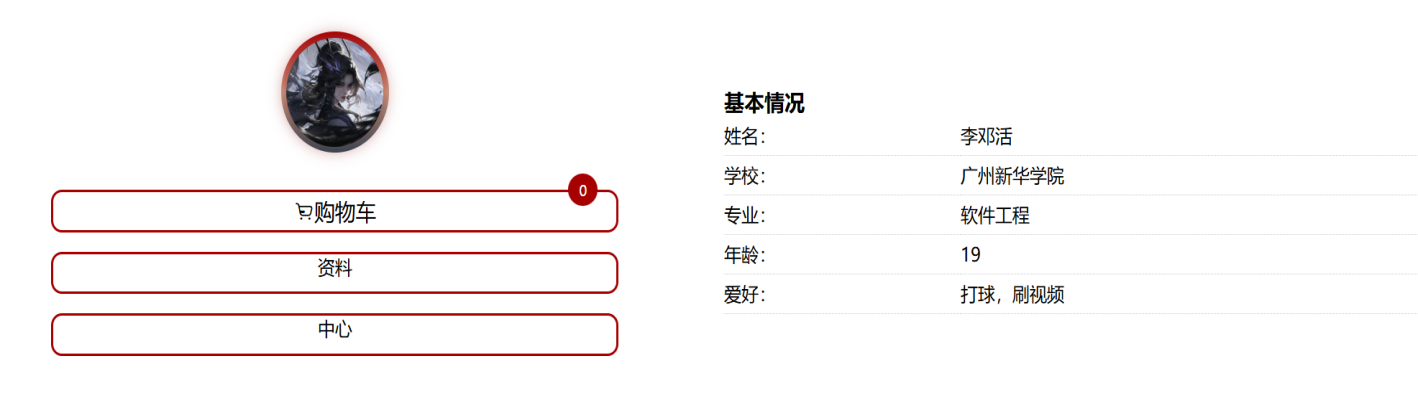 0
购物车
资料
中心
基本情况
姓名： 李邓活
学校： 广州新华学院
专业： 软件工程
年龄： 19
爱好： 打球，刷视频